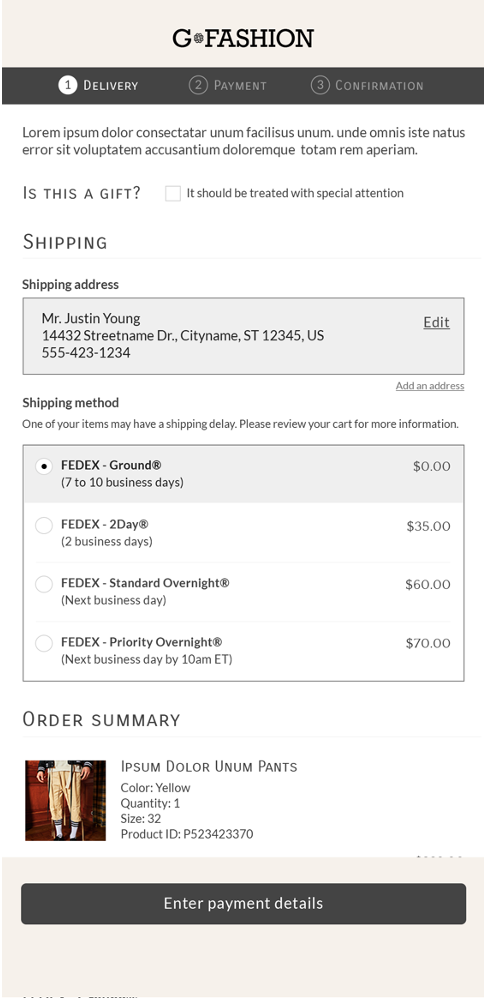 G FASHION
1 DELIVERY 2 PAYMENT 3 CONFIRMATION
Lorem ipsum dolor consectatar unum facilisus unum. unde omnis iste natus
error sit voluptatem accusantium doloremque totam rem aperiam.
IS THIS A GIFT? It should be treated with special attention
SHIPPING
Shipping address
Mr. Justin Young
Edit
14432 Streetname Dr., Cityname, ST 12345, US
555-423-1234
Add an address
Shipping method
One of your items may have a shipping delay. Please review your cart for more information.
FEDEX - Ground® $0.00
(7 to 10 business days)
FEDEX - 2Day® $35.00
(2 business days)
FEDEX - Standard Overnight® $60.00
(Next business day)
FEDEX - Priority Overnight® $70.00
(Next business day by 10am ET)
ORDER SUMMARY
IPSUM DOLOR UNUM PANTS
Color: Yellow
Quantity: 1
Size: 32
Product ID: P523423370
Enter payment details